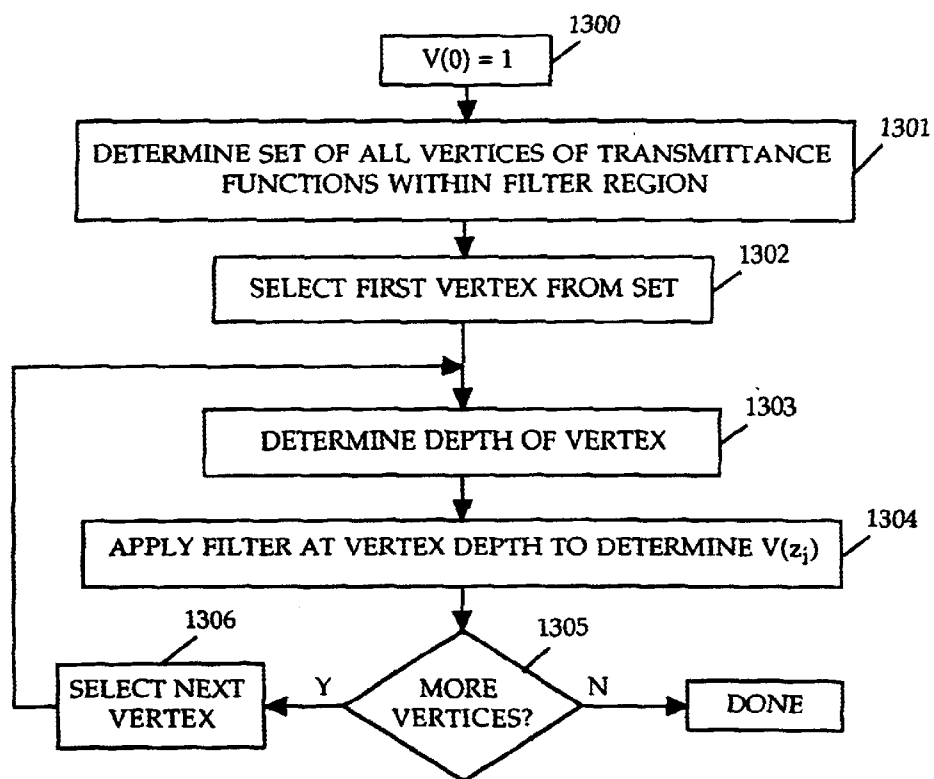 1300
V(0) = 1
1301
DETERMINE SET OF ALL VERTICES OF TRANSMITTANCE
FUNCTIONS WITHIN FILTER REGION
1302
SELECT FIRST VERTEX FROM SET
1303
DETERMINE DEPTH OF VERTEX
1304
APPLY FILTER AT VERTEX DEPTH TO DETERMINE V(zj)
1305
MORE
VERTICES?
Y
N
1306
SELECT NEXT
VERTEX
DONE